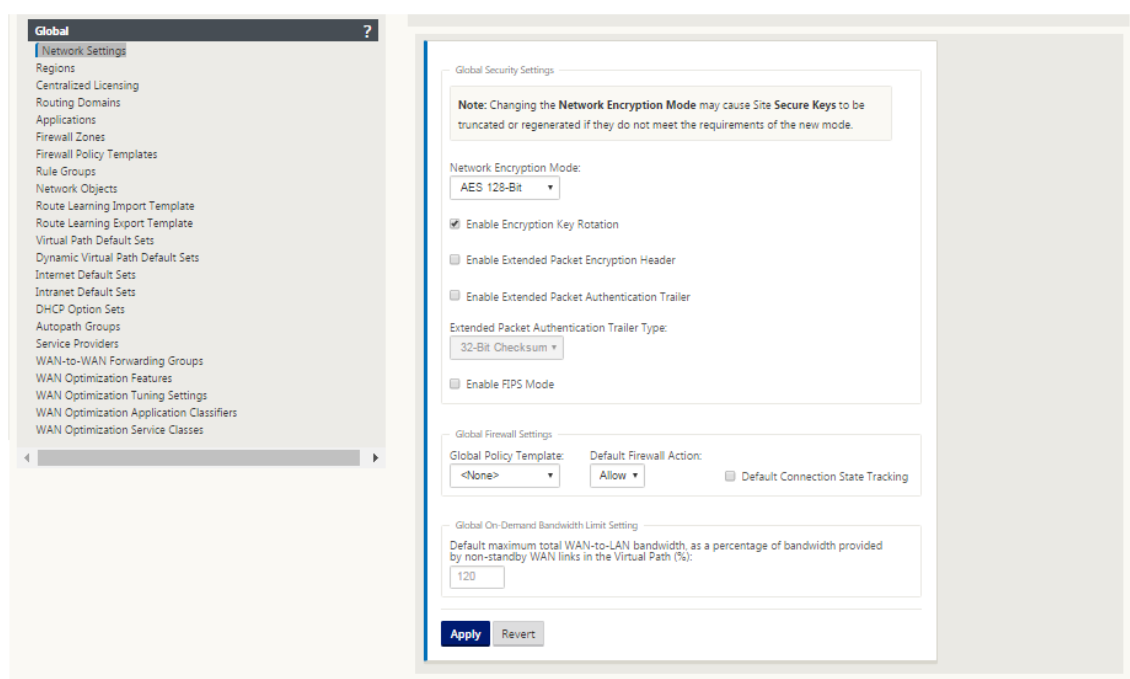 Global ?
Network Settings
Regions
Centralized Licensing
Routing Domains
Applications
Firewall Zones
Firewall Policy Templates
Rule Groups
Network Objects
Route Learning Import Template
Route Learning Export Template
Virtual Path Default Sets
Dynamic Virtual Path Default Sets
Internet Default Sets
Intranet Default Sets
DHCP Option Sets
Autopath Groups
Service Providers
WAN-to-WAN Forwarding Groups
WAN Optimization Features
WAN Optimization Tuning Settings
WAN Optimization Application Classifiers
WAN Optimization Service Classes
Global Security Settings
Note: Changing the Network Encryption Mode may cause Site Secure Keys to be
truncated or regenerated if they do not meet the requirements of the new mode.
Network Encryption Mode:
AES 128-Bit
Enable Encryption Key Rotation
Enable Extended Packet Encryption Header
Enable Extended Packet Authentication Trailer
Extended Packet Authentication Trailer Type:
32-Bit Checksum
Enable FIPS Mode
Global Firewall Settings
Global Policy Template: Default Firewall Action:
<None> Allow Default Connection State Tracking
Global On-Demand Bandwidth Limit Setting
Default maximum total WAN-to-LAN bandwidth, as a percentage of bandwidth provided
by non-standby WAN links in the Virtual Path (%):
120
Apply Revert